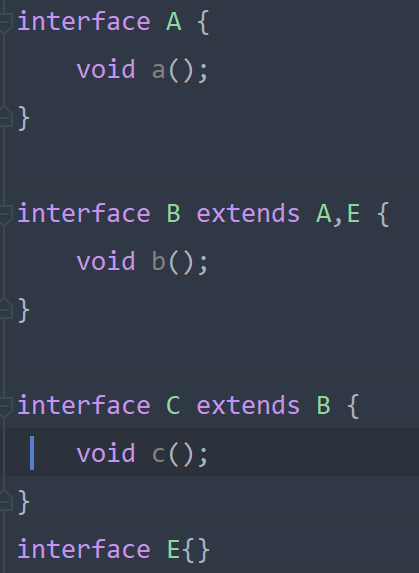 interface A {
    void a();
}
interface B extends A,E {
    void b();
}
interface C extends B {
    void c();
}
interface E{}